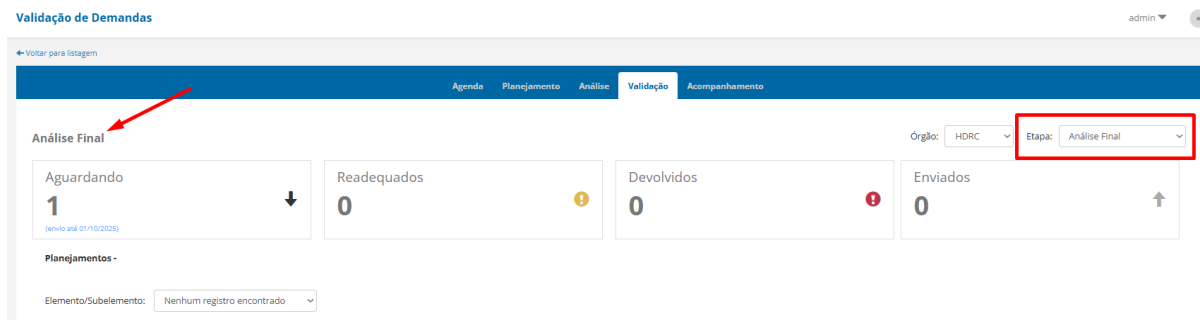 Validação de Demandas
admin
Voltar para listagem
Agenda Planejamento Análise Validação Acompanhamento
Análise Final
Órgão: HDRC Etapa: Análise Final
Aguardando Readequados Devolvidos Enviados
1 0 0 0
(envio até 01/10/2025)
Planejamentos -
Elemento/Subelemento: Nenhum registro encontrado